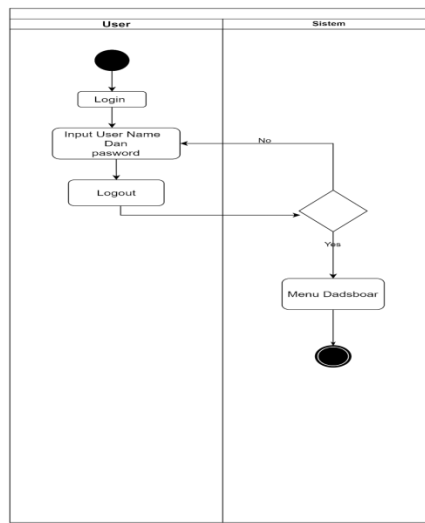 User
Sistem
Login
Input User Name
Dan
pasword
No
Logout
Yes
Menu Dadsboar